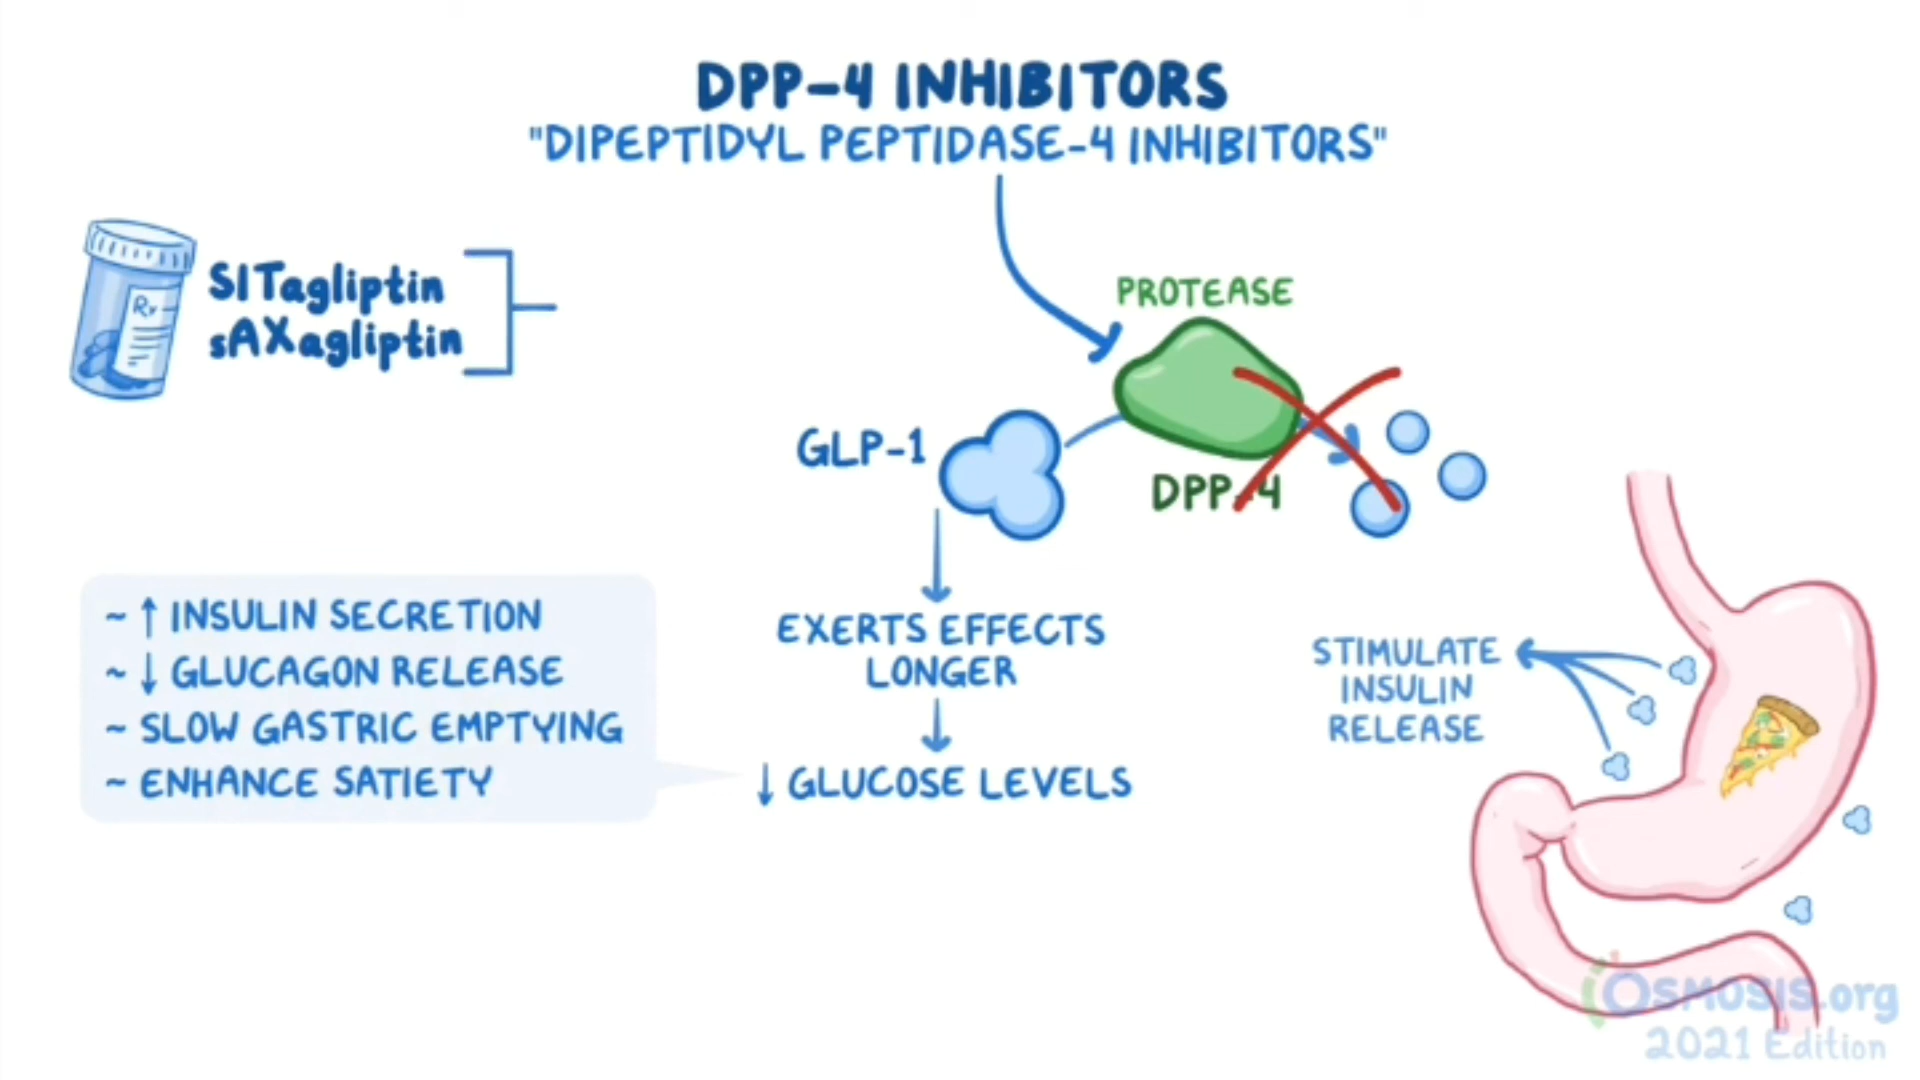 DPP-4 INHIBITORS
"DIPEPTIDYL PEPTIDASE-4 INHIBITORS"
SITagliptin
sAXagliptin
Rx
PROTEASE
GLP-1
DPP-4
~ ↑ INSULIN SECRETION
~ ↓ GLUCAGON RELEASE
~ SLOW GASTRIC EMPTYING
~ ENHANCE SATIETY
EXERTS EFFECTS
LONGER
↓ GLUCOSE LEVELS
STIMULATE
INSULIN
RELEASE
OSMOSIS.org
2021 Edition